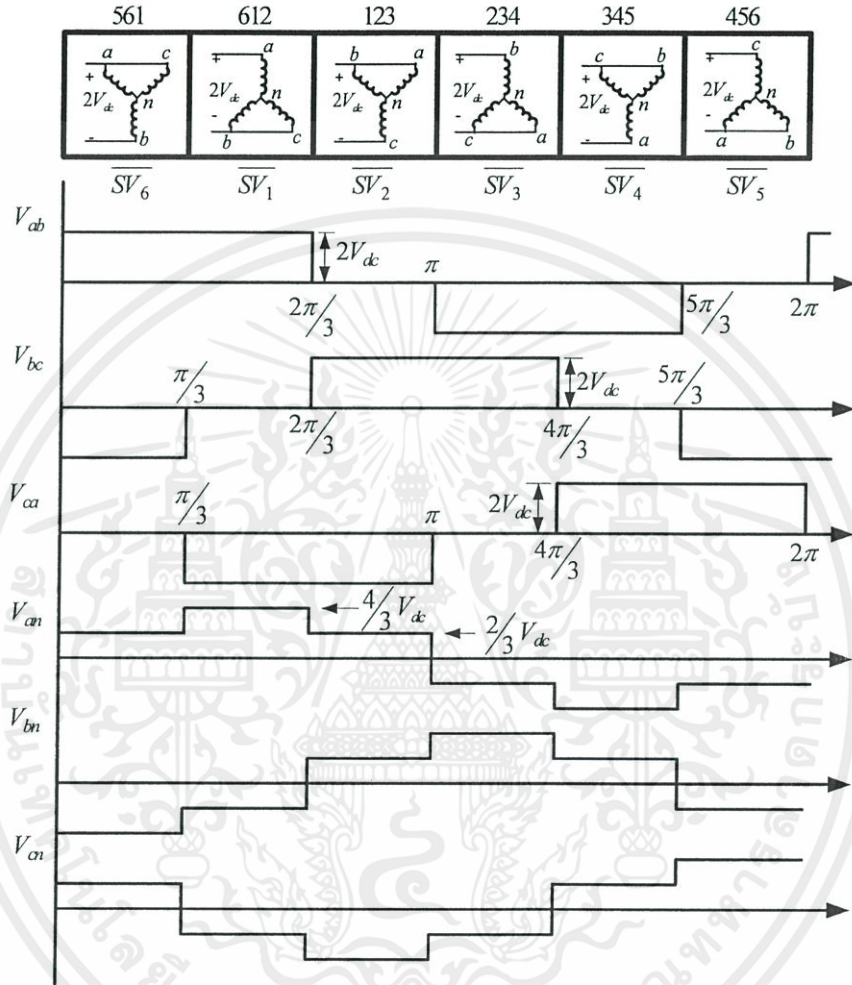 561 612 123 234 345 456
a c a b a b c b c
+ + + + + +
2V_dc n 2V_dc n 2V_dc n 2V_dc n 2V_dc n 2V_dc n
- - - - - -
b b c c c a a a b
SV_6 SV_1 SV_2 SV_3 SV_4 SV_5
V_ab
2V_dc π
2π/3 5π/3 2π
V_bc
π/3 2V_dc 5π/3
2π/3 4π/3
V_ca
π/3 π 2V_dc
4π/3 2π
V_an
4/3 V_dc
2/3 V_dc
V_bn
V_cn